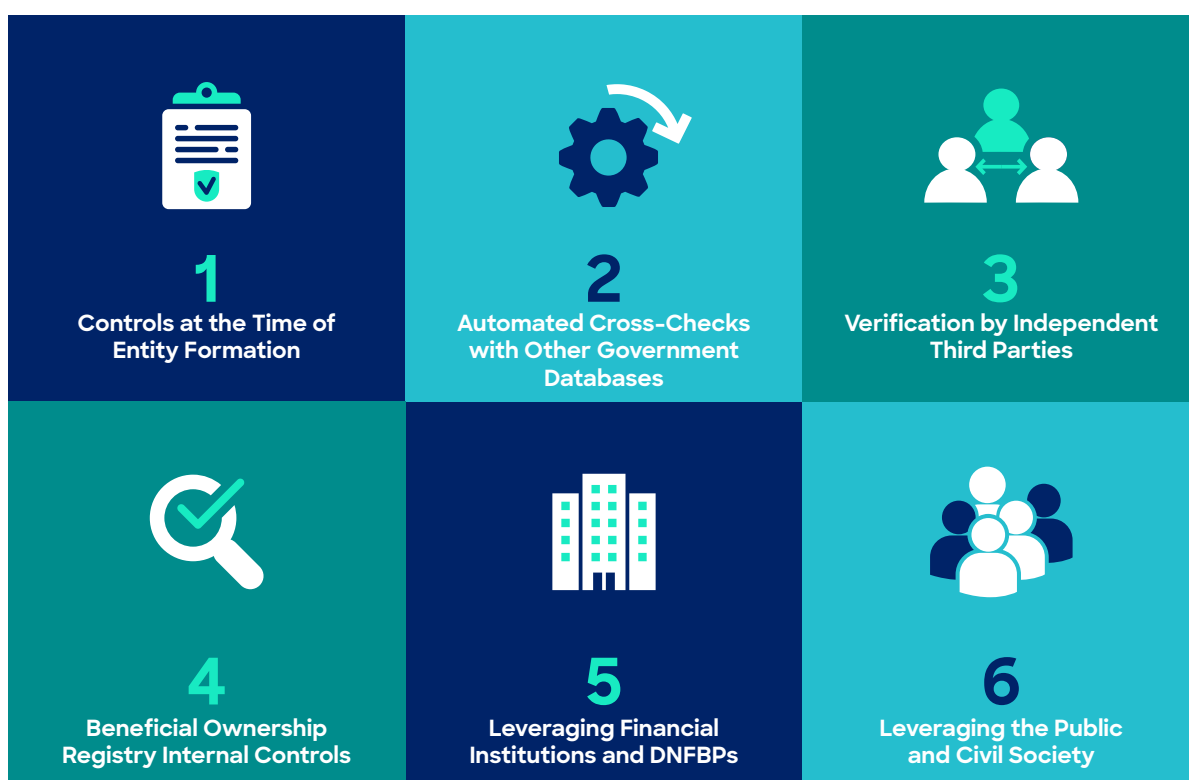 1
Controls at the Time of
Entity Formation
2
Automated Cross-Checks
with Other Government
Databases
3
Verification by Independent
Third Parties
4
Beneficial Ownership
Registry Internal Controls
5
Leveraging Financial
Institutions and DNFBPs
6
Leveraging the Public
and Civil Society